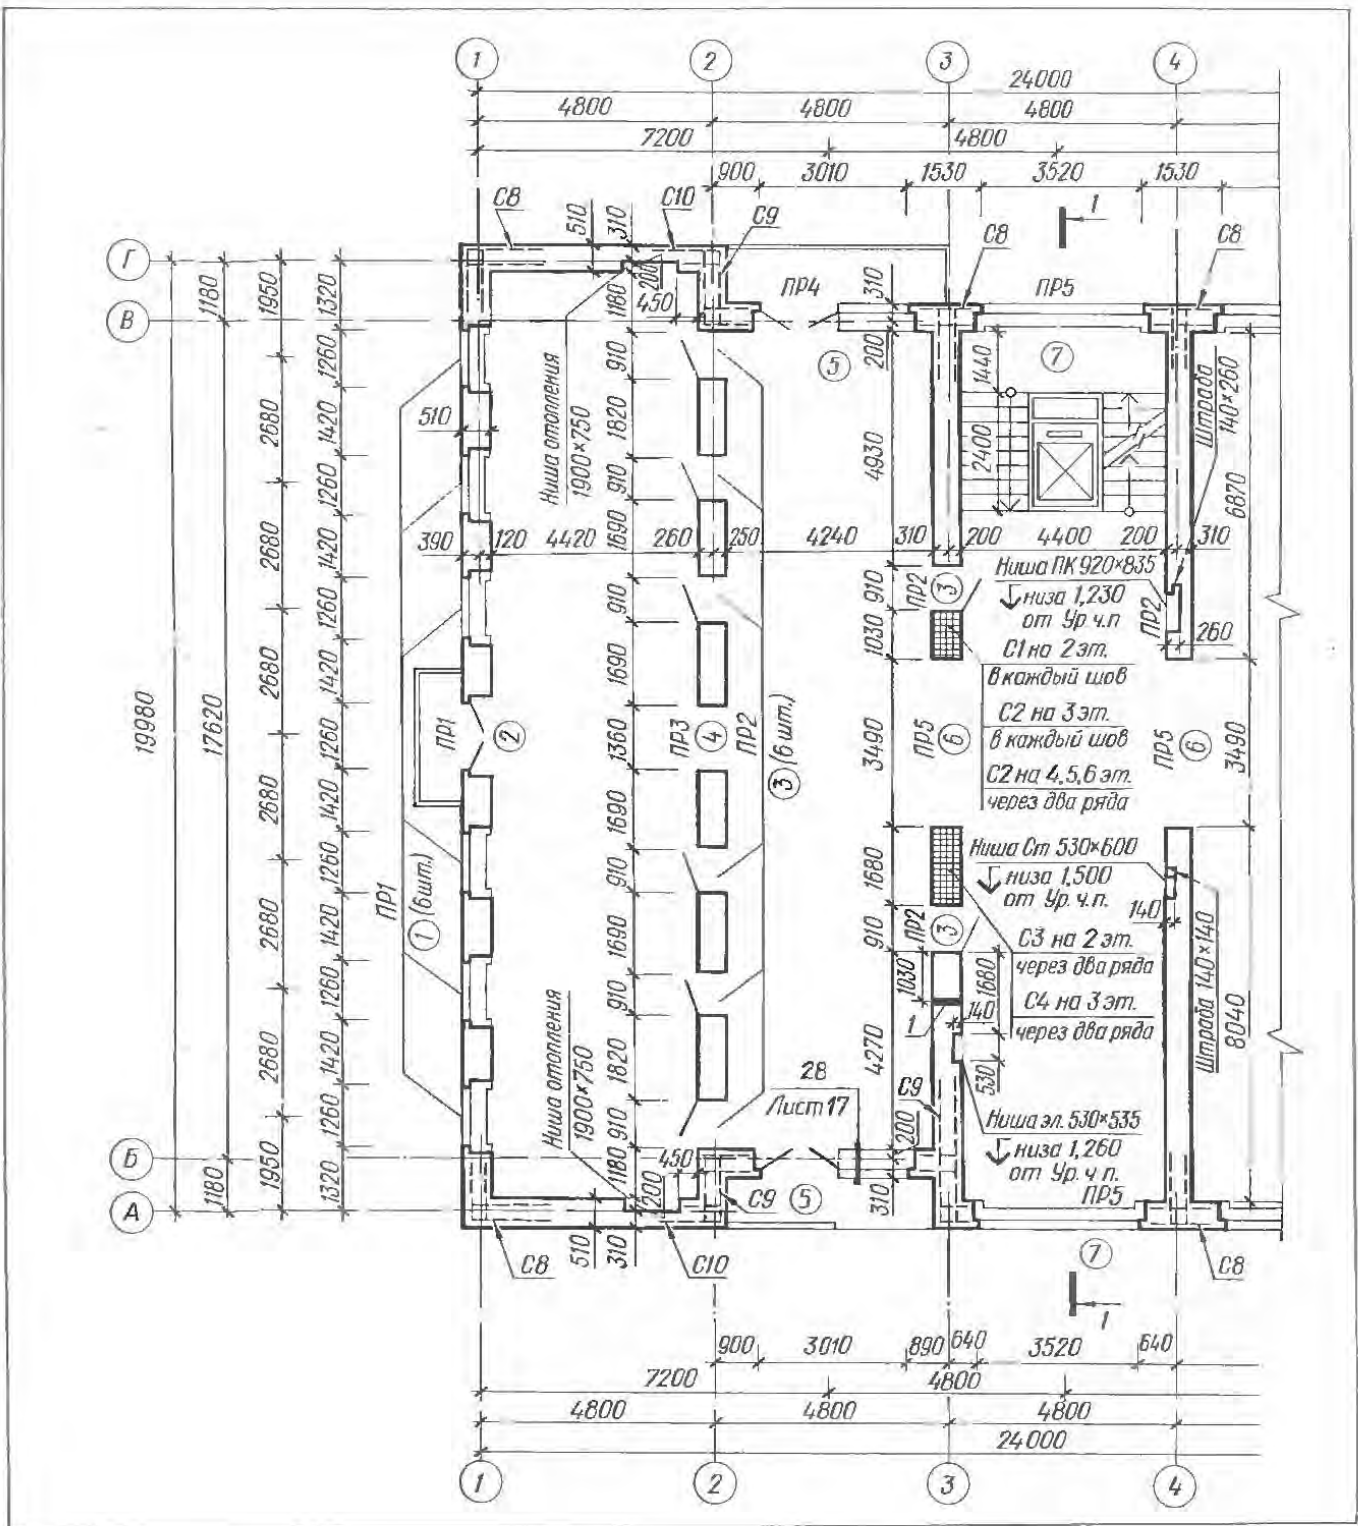 1
2
3
4
24000
4800
4800
4800
7200
4800
900
3010
1530
3520
1530
С8
510
310
С10
С9
1
С8
С8
Г
В
ПР4
ПР5
310
200
450
1180
200
1180
1950
1320
5
7
1440
2400
Штраба
140×260
Ниша отопления
1900×750
510
1260
1420
1260
1420
1260
1420
1260
1420
1260
1420
1260
1420
1260
1320
2680
2680
2680
2680
2680
2680
1950
19980
17620
1180
910
1820
910
1690
910
1690
1360
1690
910
1690
910
1820
910
1180
4930
6870
390
120
4420
260
250
4240
310
200
4400
200
310
Ниша ПК 920×835
низа 1,230
от Ур. ч.п
С1 на 2 эт.
в каждый шов
С2 на 3 эт.
в каждый шов
С2 на 4,5,6 эт.
через два ряда
ПР2
3
910
1030
ПР2
260
ПР1
2
ПР3
4
ПР2
3 (6 шт.)
3490
ПР5
6
ПР5
6
3490
ПР1
1 (6шт.)
1680
Ниша Ст 530×600
низа 1,500
от Ур. ч.п.
140
910
ПР2
3
С3 на 2 эт.
через два ряда
С4 на 3 эт.
через два ряда
1030
1680
1
140
530
Штраба 140×140
8040
4270
Ниша отопления
1900×750
28
Лист 17
С9
Ниша эл. 530×535
низа 1,260
от Ур. ч п.
ПР5
Б
А
450
200
200
310
С9
5
С8
510
310
С10
7
С8
1
900
3010
890
640
3520
640
7200
4800
4800
4800
4800
24000
1
2
3
4